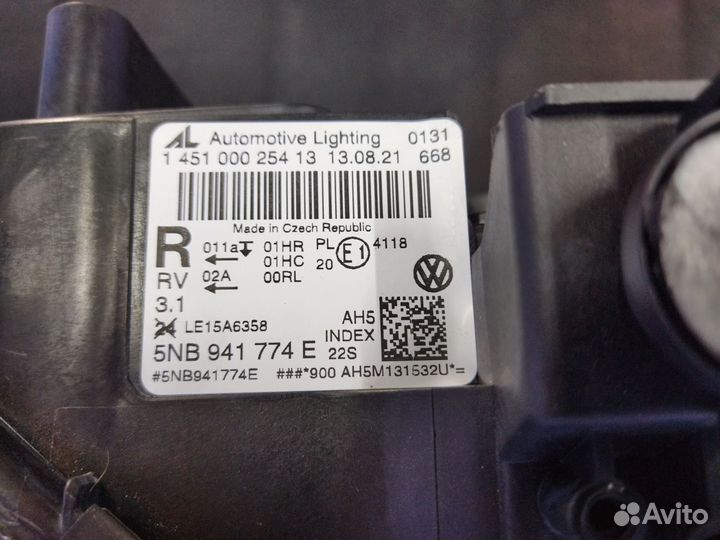 AL Automotive Lighting 0131
1 451 000 254 13 13.08.21 668
Made in Czech Republic
R 011a 01HR PL E1 4118
01HC 20
RV 02A 00RL
3.1
24 LE15A6358 AH5
INDEX
5NB 941 774 E 22S
#5NB941774E ###*900 AH5M131532U*=
Avito